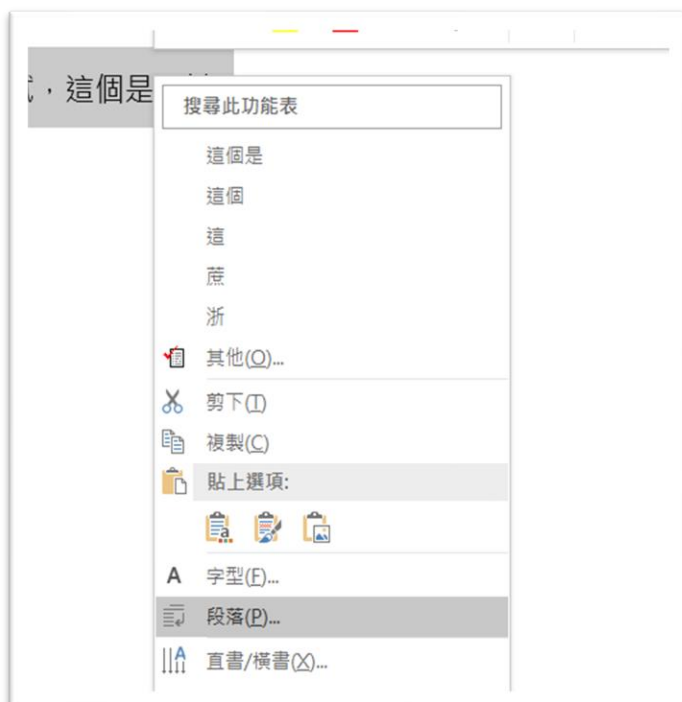 ，這個是
搜尋此功能表
這個是
這個
這
蔗
浙
其他(O)...
剪下(T)
複製(C)
貼上選項:
字型(F)...
段落(P)...
直書/橫書(X)...